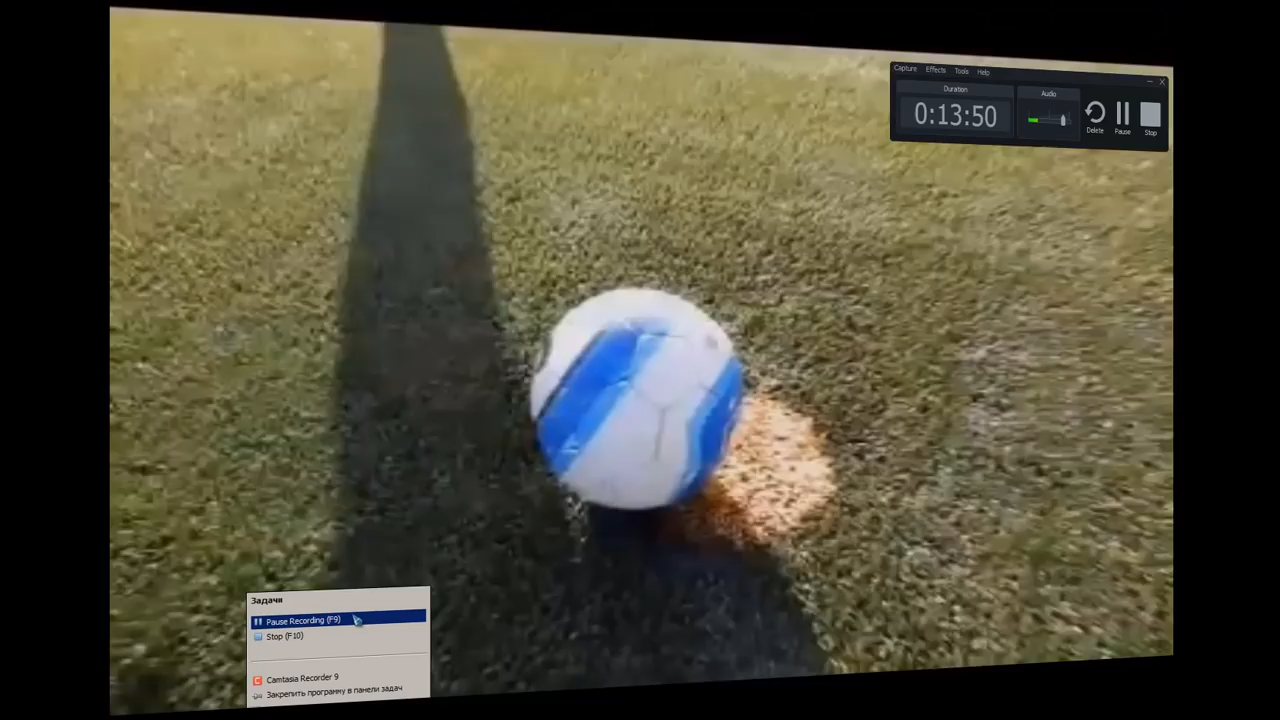 Capture Effects Tools Help
Duration
Audio
0:13:50
Delete Pause Stop
Задачи
Pause Recording (F9)
Stop (F10)
Camtasia Recorder 9
Закрепить программу в панели задач